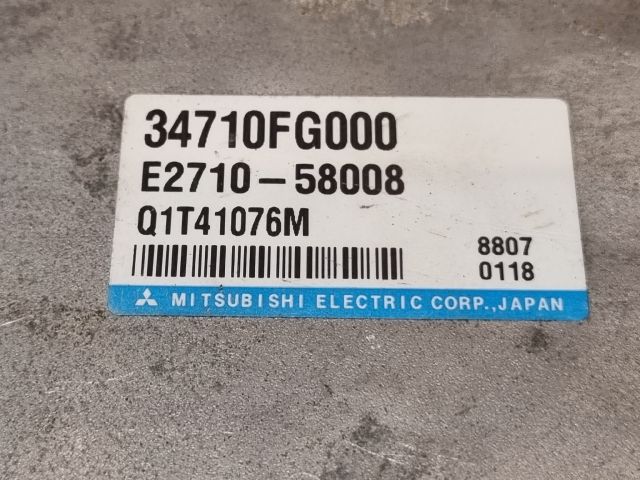 34710FG000
E2710-58008
Q1T41076M
8807
0118
MITSUBISHI ELECTRIC CORP.,JAPAN